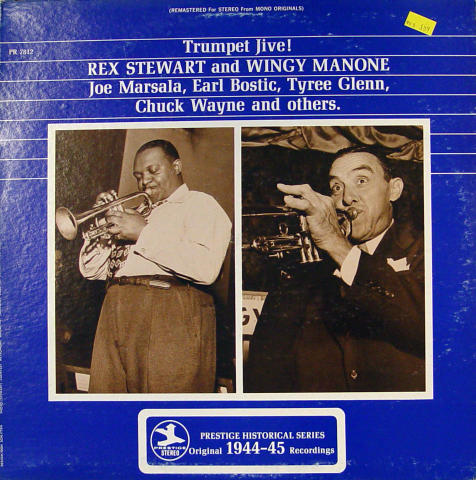 (REMASTERED For STEREO From MONO ORIGINALS)
PR 7812
Trumpet Jive!
REX STEWART and WINGY MANONE
Joe Marsala, Earl Bostic, Tyree Glenn,
Chuck Wayne and others.
PRESTIGE
STEREO
PRESTIGE HISTORICAL SERIES
Original 1944-45 Recordings